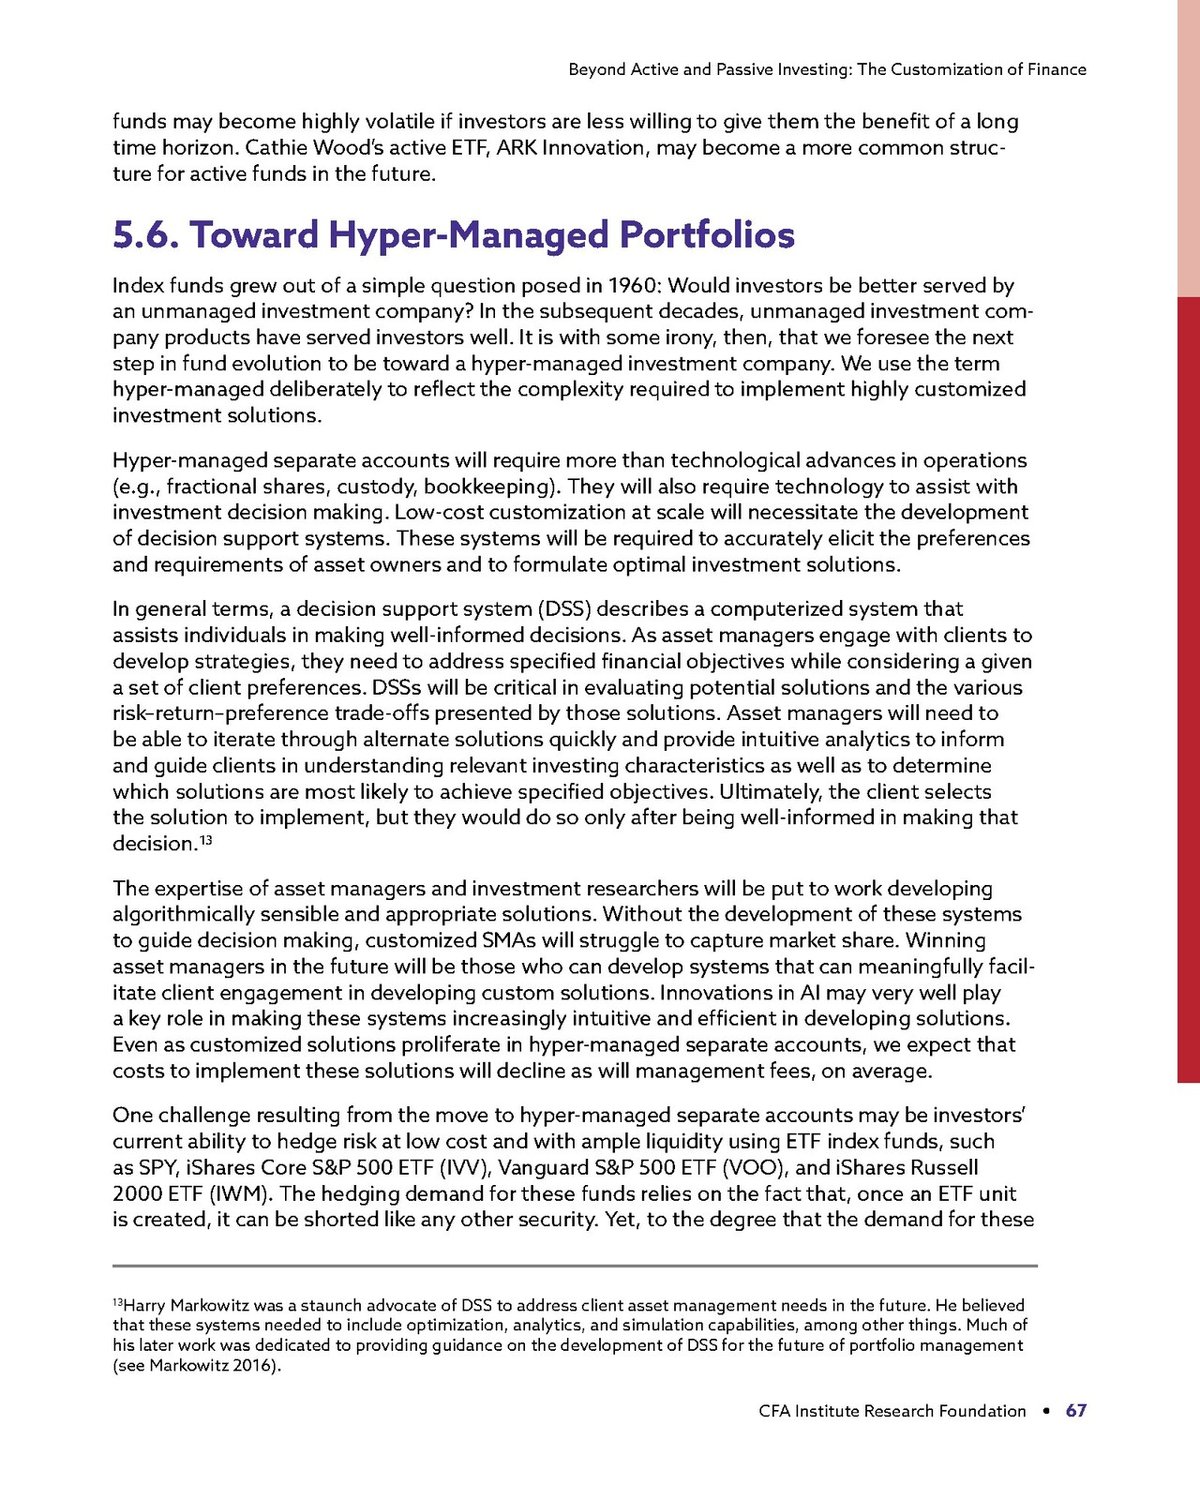 Beyond Active and Passive Investing: The Customization of Finance
funds may become highly volatile if investors are less willing to give them the benefit of a long
time horizon. Cathie Wood’s active ETF, ARK Innovation, may become a more common struc-
ture for active funds in the future.
5.6. Toward Hyper-Managed Portfolios
Index funds grew out of a simple question posed in 1960: Would investors be better served by
an unmanaged investment company? In the subsequent decades, unmanaged investment com-
pany products have served investors well. It is with some irony, then, that we foresee the next
step in fund evolution to be toward a hyper-managed investment company. We use the term
hyper-managed deliberately to reflect the complexity required to implement highly customized
investment solutions.
Hyper-managed separate accounts will require more than technological advances in operations
(e.g., fractional shares, custody, bookkeeping). They will also require technology to assist with
investment decision making. Low-cost customization at scale will necessitate the development
of decision support systems. These systems will be required to accurately elicit the preferences
and requirements of asset owners and to formulate optimal investment solutions.
In general terms, a decision support system (DSS) describes a computerized system that
assists individuals in making well-informed decisions. As asset managers engage with clients to
develop strategies, they need to address specified financial objectives while considering a given
a set of client preferences. DSSs will be critical in evaluating potential solutions and the various
risk–return–preference trade-offs presented by those solutions. Asset managers will need to
be able to iterate through alternate solutions quickly and provide intuitive analytics to inform
and guide clients in understanding relevant investing characteristics as well as to determine
which solutions are most likely to achieve specified objectives. Ultimately, the client selects
the solution to implement, but they would do so only after being well-informed in making that
decision.¹³
The expertise of asset managers and investment researchers will be put to work developing
algorithmically sensible and appropriate solutions. Without the development of these systems
to guide decision making, customized SMAs will struggle to capture market share. Winning
asset managers in the future will be those who can develop systems that can meaningfully facil-
itate client engagement in developing custom solutions. Innovations in AI may very well play
a key role in making these systems increasingly intuitive and efficient in developing solutions.
Even as customized solutions proliferate in hyper-managed separate accounts, we expect that
costs to implement these solutions will decline as will management fees, on average.
One challenge resulting from the move to hyper-managed separate accounts may be investors’
current ability to hedge risk at low cost and with ample liquidity using ETF index funds, such
as SPY, iShares Core S&P 500 ETF (IVV), Vanguard S&P 500 ETF (VOO), and iShares Russell
2000 ETF (IWM). The hedging demand for these funds relies on the fact that, once an ETF unit
is created, it can be shorted like any other security. Yet, to the degree that the demand for these
¹³Harry Markowitz was a staunch advocate of DSS to address client asset management needs in the future. He believed
that these systems needed to include optimization, analytics, and simulation capabilities, among other things. Much of
his later work was dedicated to providing guidance on the development of DSS for the future of portfolio management
(see Markowitz 2016).
CFA Institute Research Foundation • 67